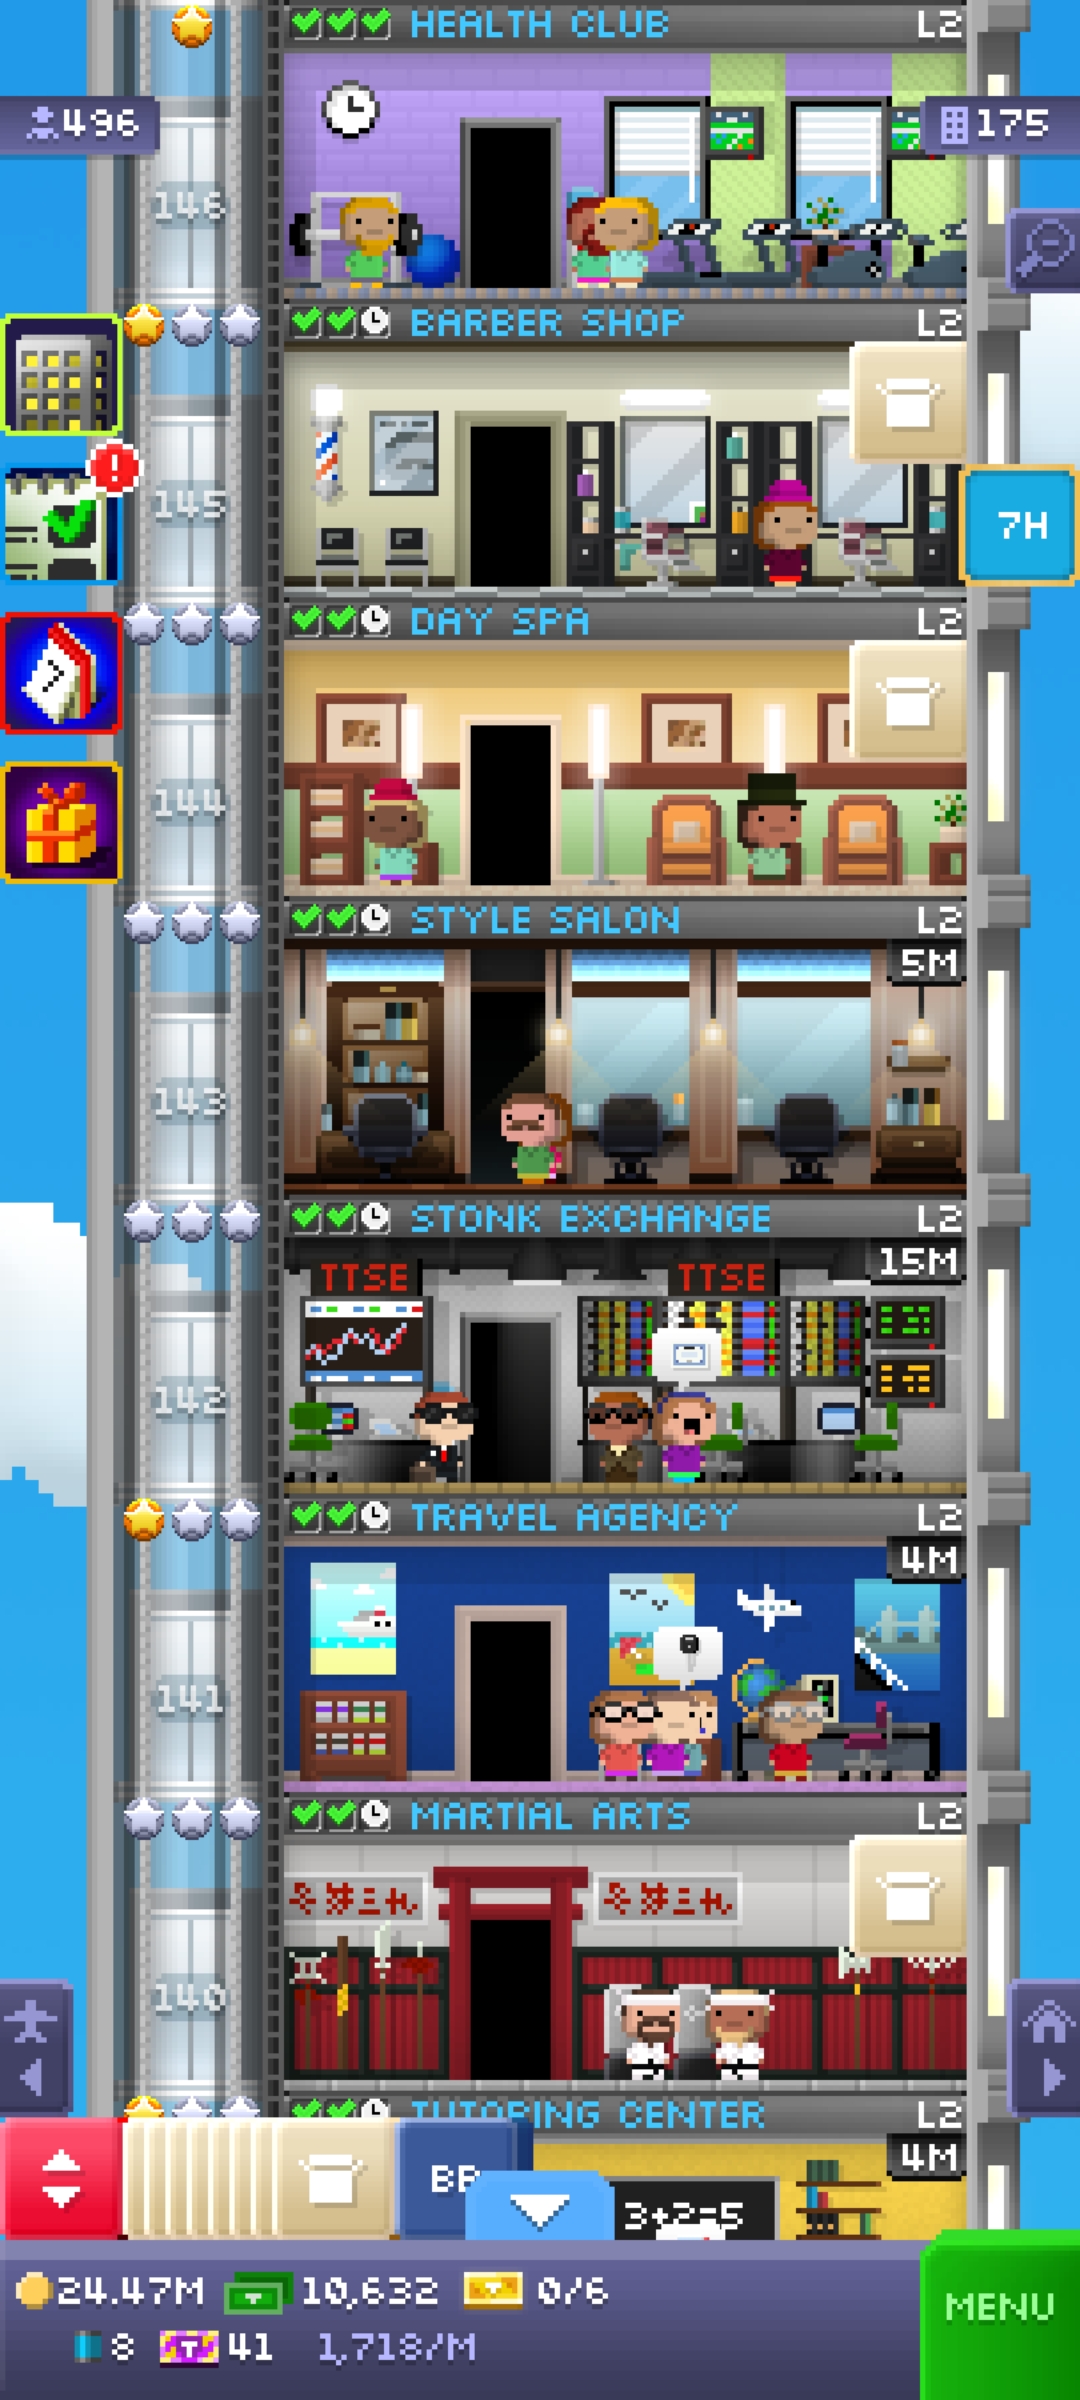 HEALTH CLUB L2
496
175
146
BARBER SHOP L2
145
7H
DAY SPA L2
144
STYLE SALON L2
5M
143
STONK EXCHANGE L2
15M
TTSE TTSE
142
TRAVEL AGENCY L2
4M
141
MARTIAL ARTS L2
140
TUTORING CENTER L2
4M
3+2=5
24.47M 10,632 0/6
MENU
8 T 41 1,718/M